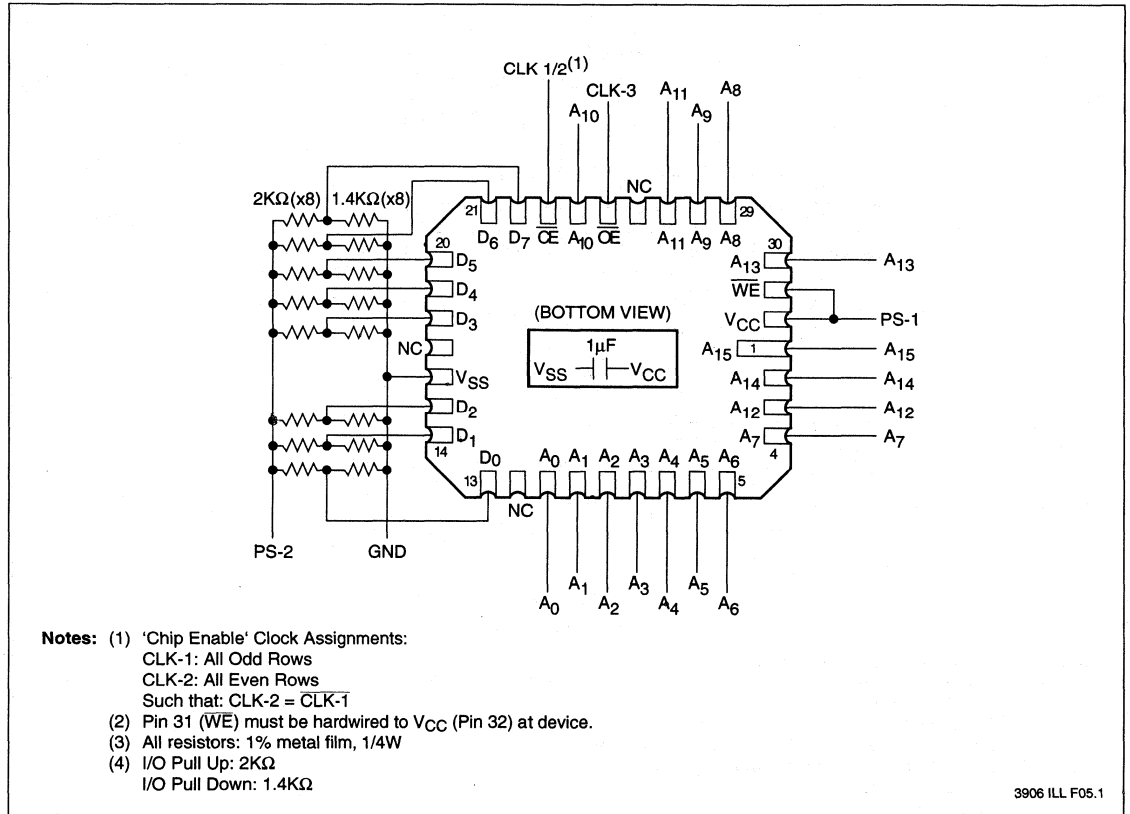 CLK 1/2(1)
CLK-3
A11
A8
A10
A9
NC
2KΩ(x8) 1.4KΩ(x8)
21
29
D6 D7 O̅E̅ A10 O̅E̅ A11 A9 A8
20
30
D5
A13
A13
D4
W̅E̅
D3
(BOTTOM VIEW)
VCC
PS-1
NC
1µF
A15
1
A15
VSS
VSS
VCC
A14
A14
D2
A12
A12
D1
A7
A7
14
4
D0
A0 A1 A2 A3 A4 A5 A6
13
5
NC
PS-2
GND
A1
A3
A5
A0
A2
A4
A6
Notes: (1) 'Chip Enable' Clock Assignments:
CLK-1: All Odd Rows
CLK-2: All Even Rows
Such that: CLK-2 = C̅L̅K̅-̅1̅
(2) Pin 31 (W̅E̅) must be hardwired to VCC (Pin 32) at device.
(3) All resistors: 1% metal film, 1/4W
(4) I/O Pull Up: 2KΩ
I/O Pull Down: 1.4KΩ
3906 ILL F05.1